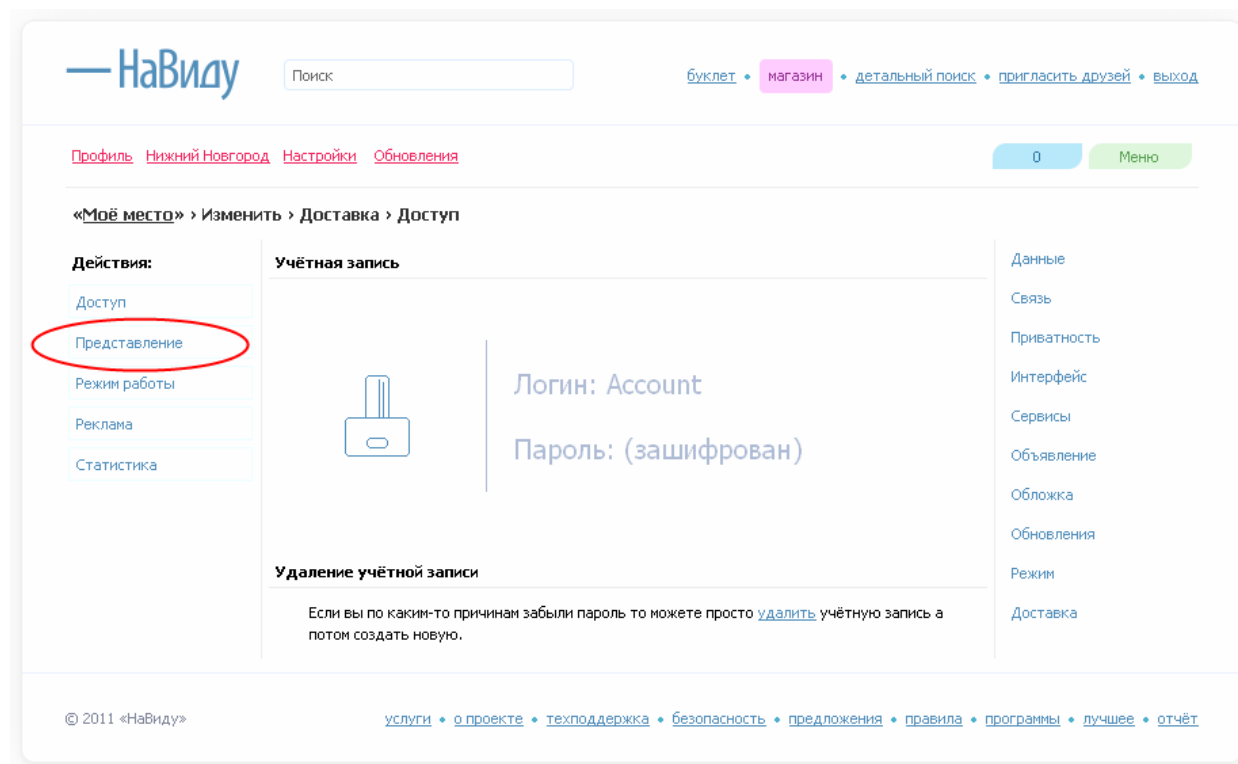 — НаВиду
Поиск
буклет • магазин • детальный поиск • пригласить друзей • выход
Профиль Нижний Новгород Настройки Обновления
0 Меню
«Моё место» › Изменить › Доставка › Доступ
Действия:
Доступ
Представление
Режим работы
Реклама
Статистика
Учётная запись
Логин: Account
Пароль: (зашифрован)
Удаление учётной записи
Если вы по каким-то причинам забыли пароль то можете просто удалить учётную запись а
потом создать новую.
Данные
Связь
Приватность
Интерфейс
Сервисы
Объявление
Обложка
Обновления
Режим
Доставка
© 2011 «НаВиду»
услуги • о проекте • техподдержка • безопасность • предложения • правила • программы • лучшее • отчёт